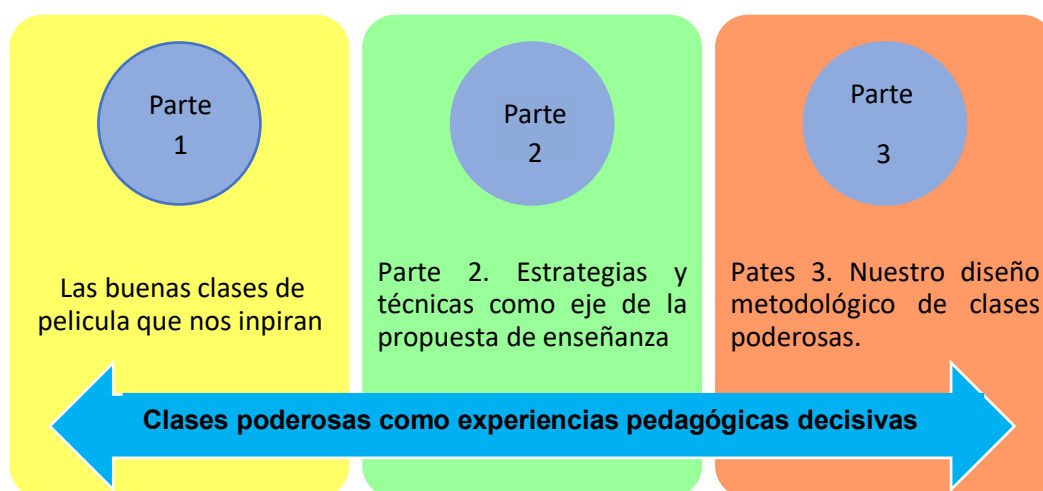 Parte
1
Las buenas clases de
pelicula que nos inpiran
Parte
2
Parte 2. Estrategias y
técnicas como eje de la
propuesta de enseñanza
Parte
3
Pates 3. Nuestro diseño
metodológico de clases
poderosas.
Clases poderosas como experiencias pedagógicas decisivas